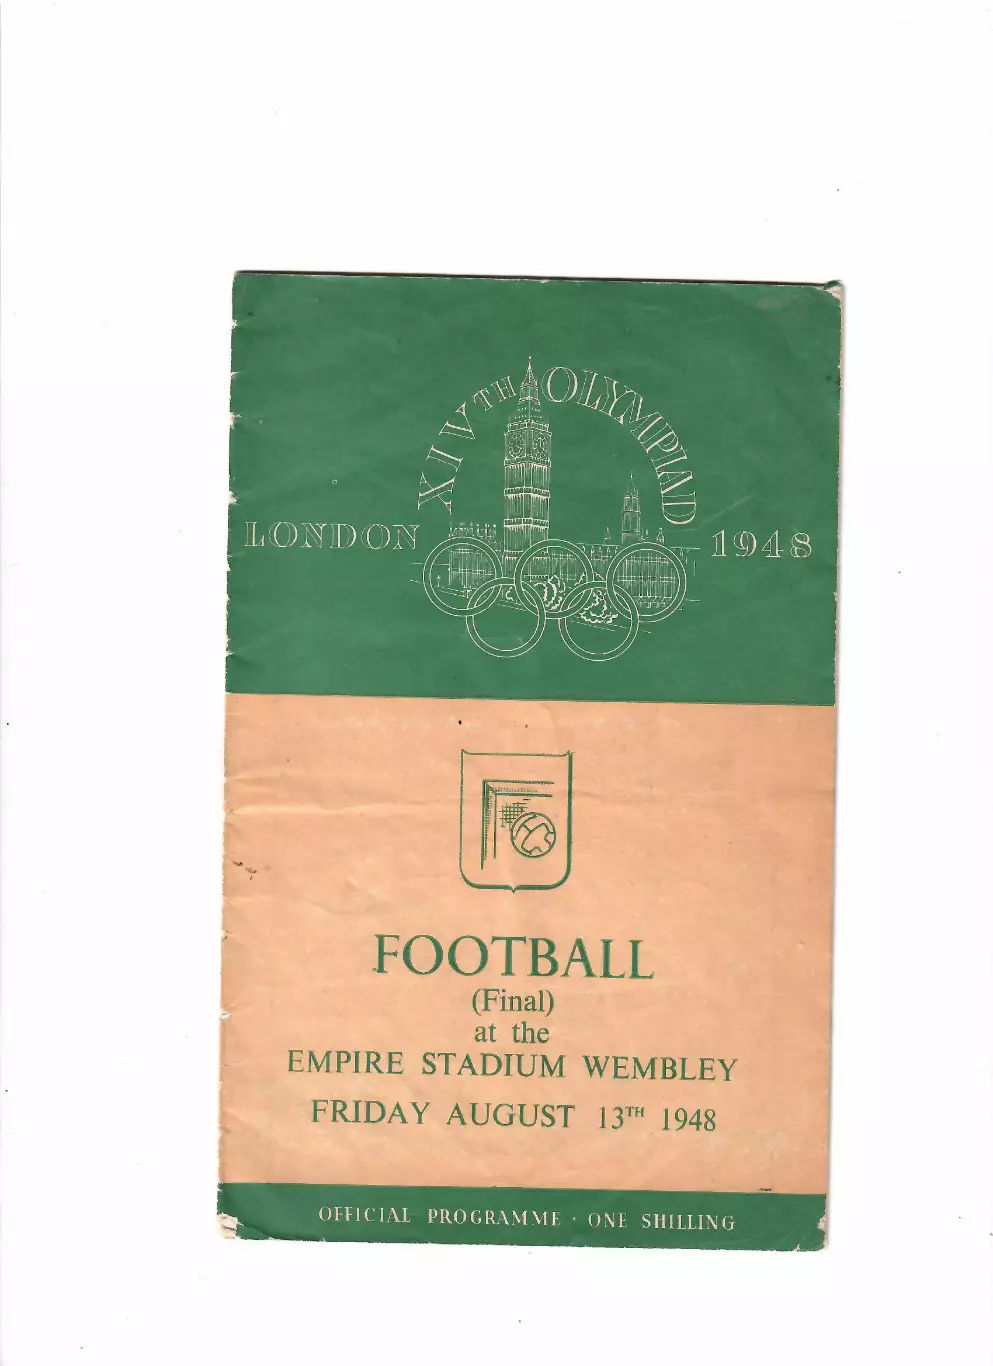 XIVTH OLYMPIAD
LONDON 1948
FOOTBALL
(Final)
at the
EMPIRE STADIUM WEMBLEY
FRIDAY AUGUST 13TH 1948
OFFICIAL PROGRAMME · ONE SHILLING